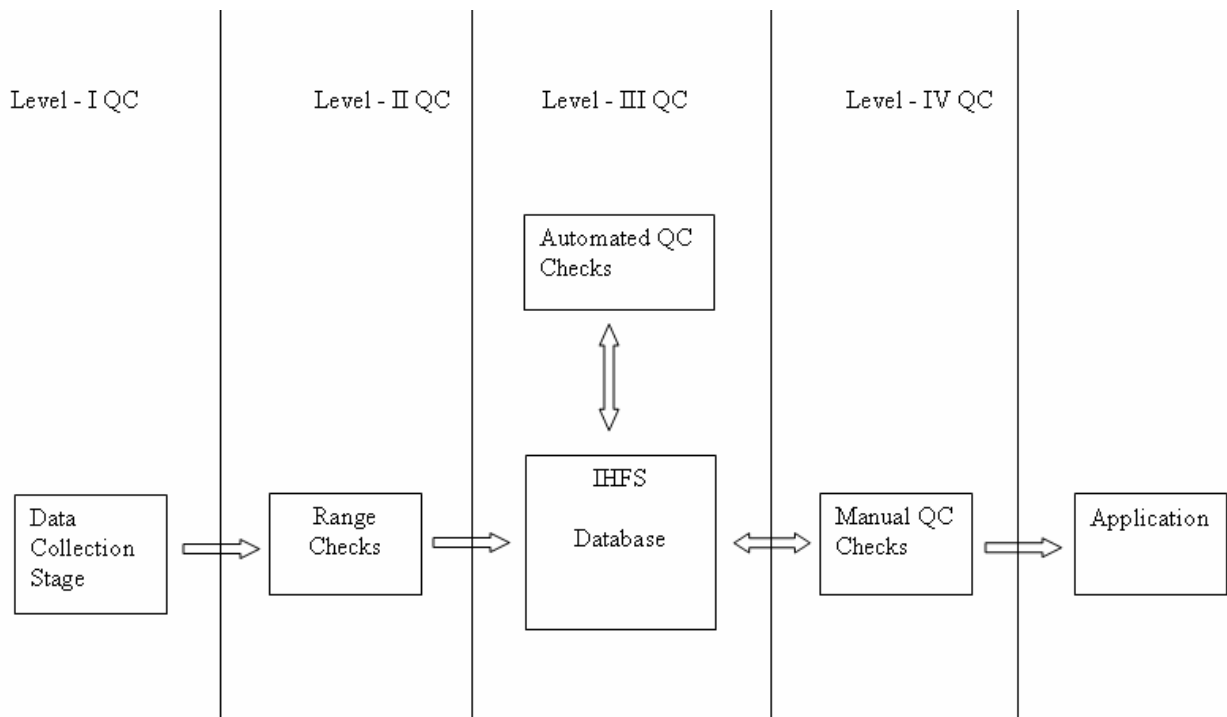 Level - I QC
Level - II QC
Level - III QC
Level - IV QC
Automated QC
Checks
Data
Collection
Stage
Range
Checks
IHFS
Database
Manual QC
Checks
Application